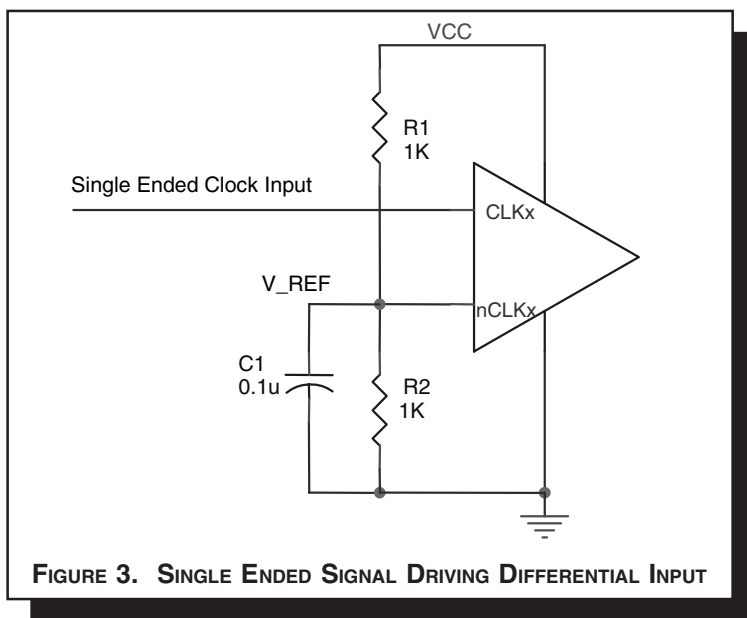 VCC
R1
1K
Single Ended Clock Input
CLKx
V_REF
nCLKx
C1
0.1u
R2
1K
FIGURE 3. SINGLE ENDED SIGNAL DRIVING DIFFERENTIAL INPUT